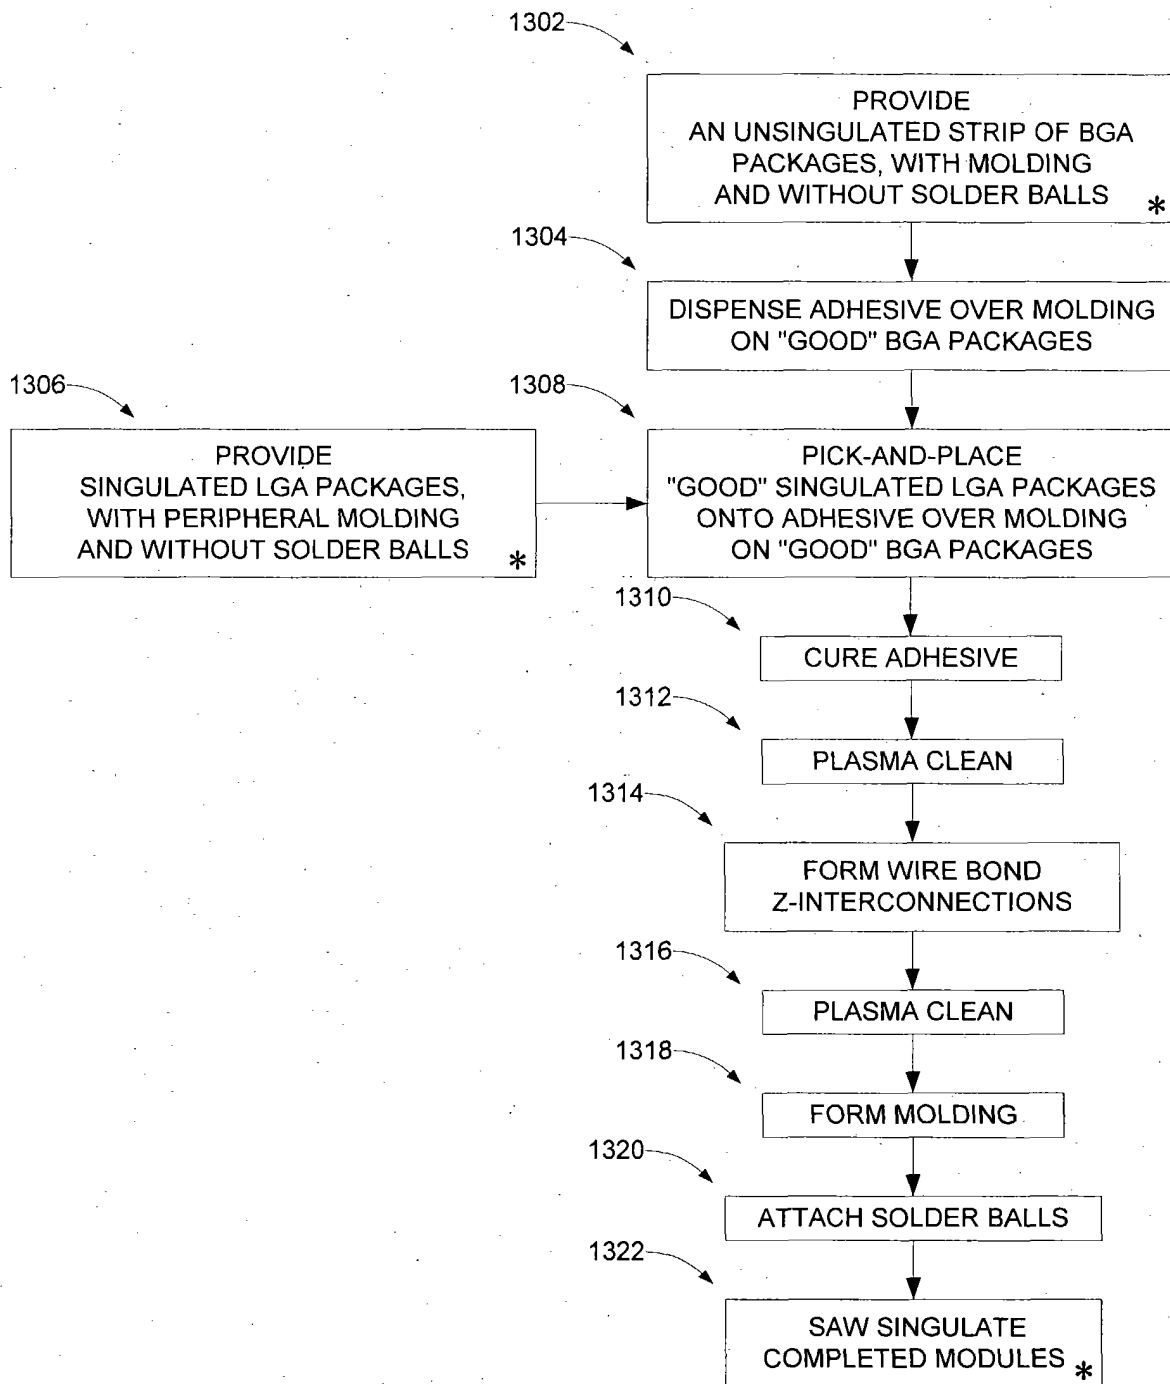 1302
PROVIDE
AN UNSINGULATED STRIP OF BGA
PACKAGES, WITH MOLDING
AND WITHOUT SOLDER BALLS *
1304
DISPENSE ADHESIVE OVER MOLDING
ON "GOOD" BGA PACKAGES
1306
PROVIDE
SINGULATED LGA PACKAGES,
WITH PERIPHERAL MOLDING
AND WITHOUT SOLDER BALLS *
1308
PICK-AND-PLACE
"GOOD" SINGULATED LGA PACKAGES
ONTO ADHESIVE OVER MOLDING
ON "GOOD" BGA PACKAGES
1310
CURE ADHESIVE
1312
PLASMA CLEAN
1314
FORM WIRE BOND
Z-INTERCONNECTIONS
1316
PLASMA CLEAN
1318
FORM MOLDING
1320
ATTACH SOLDER BALLS
1322
SAW SINGULATE
COMPLETED MODULES *